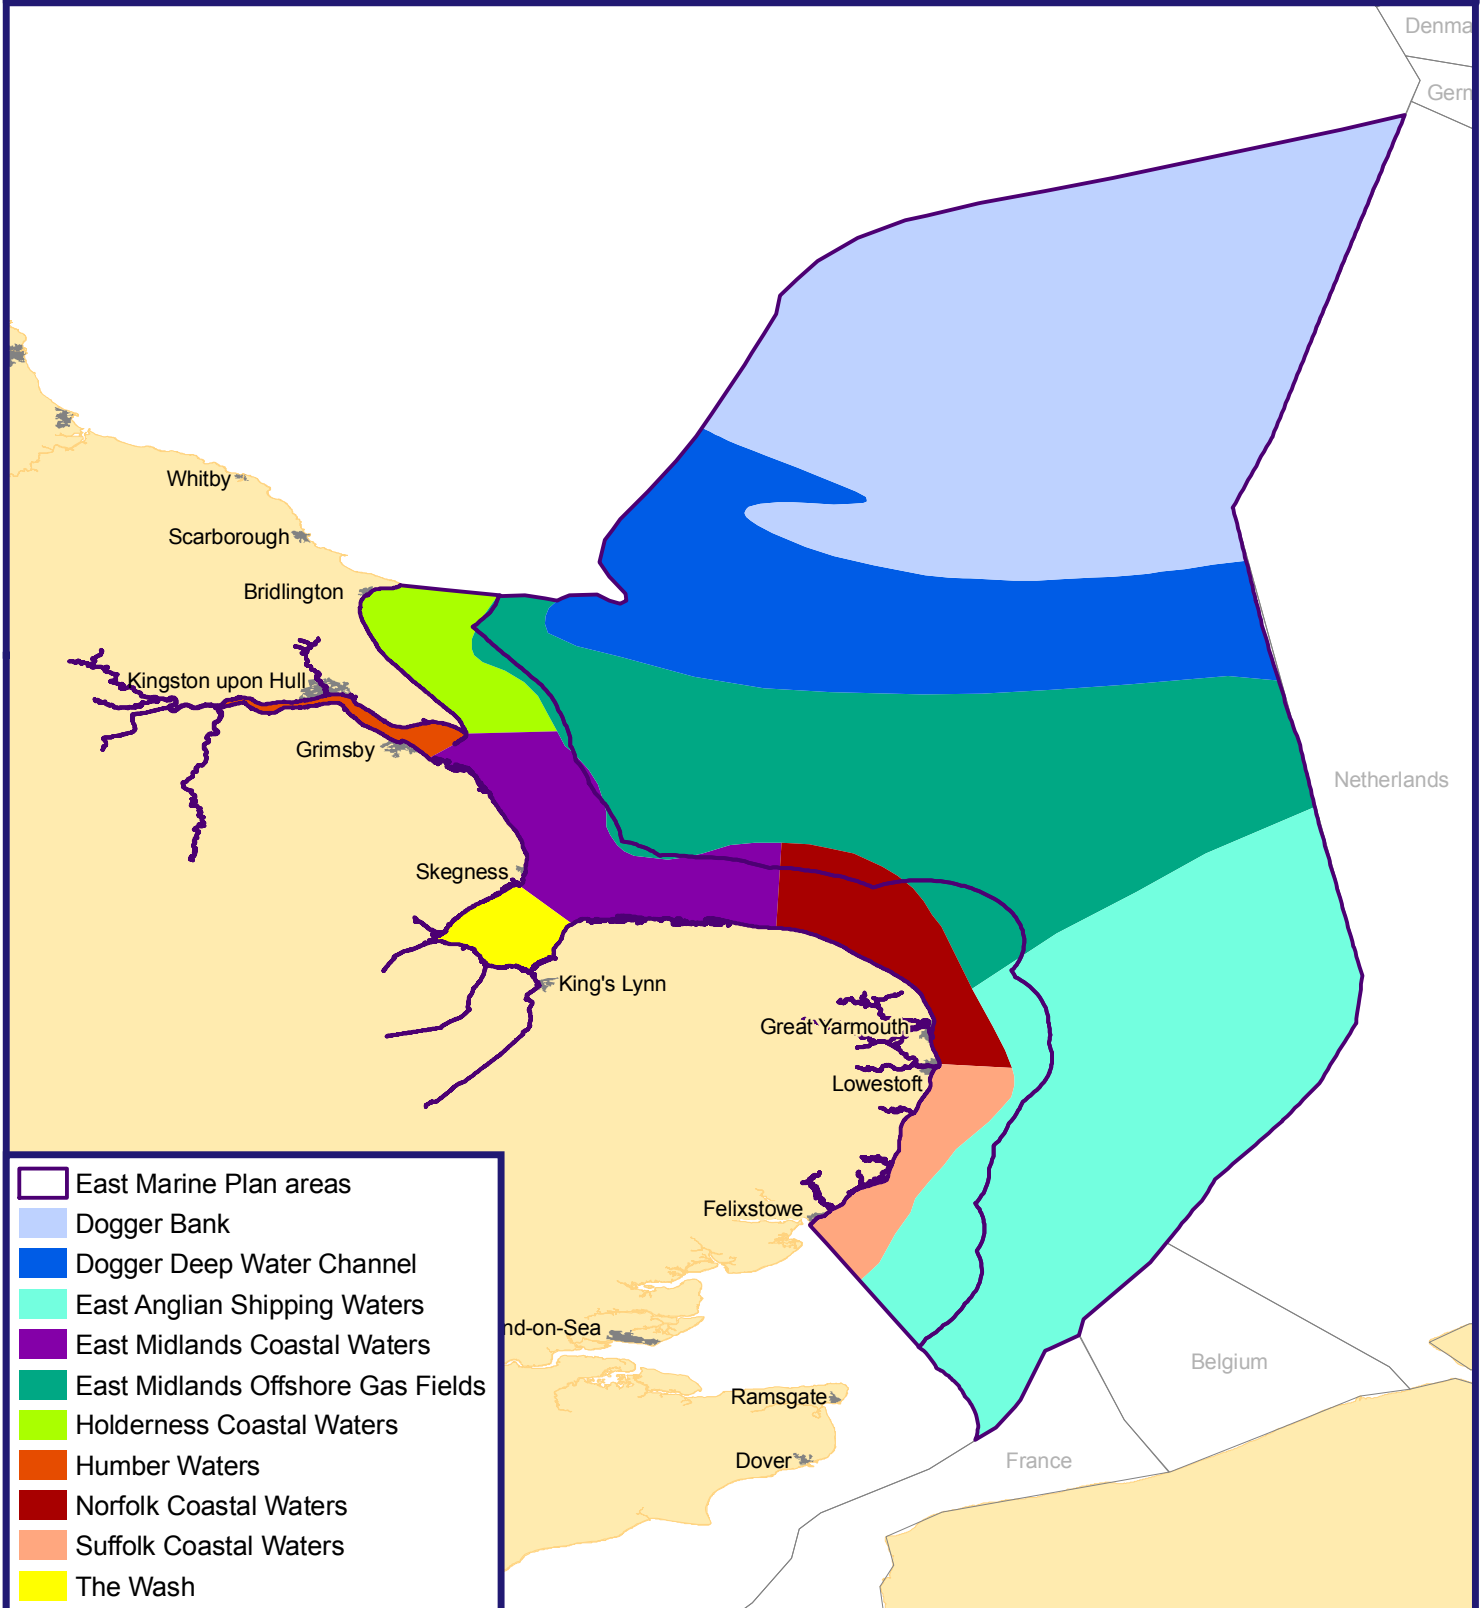 Denma
Germ
Whitby
Scarborough
Bridlington
Kingston upon Hull
Grimsby
Netherlands
Skegness
King's Lynn
Great Yarmouth
Lowestoft
Felixstowe
nd-on-Sea
Belgium
Ramsgate
Dover
France
East Marine Plan areas
Dogger Bank
Dogger Deep Water Channel
East Anglian Shipping Waters
East Midlands Coastal Waters
East Midlands Offshore Gas Fields
Holderness Coastal Waters
Humber Waters
Norfolk Coastal Waters
Suffolk Coastal Waters
The Wash